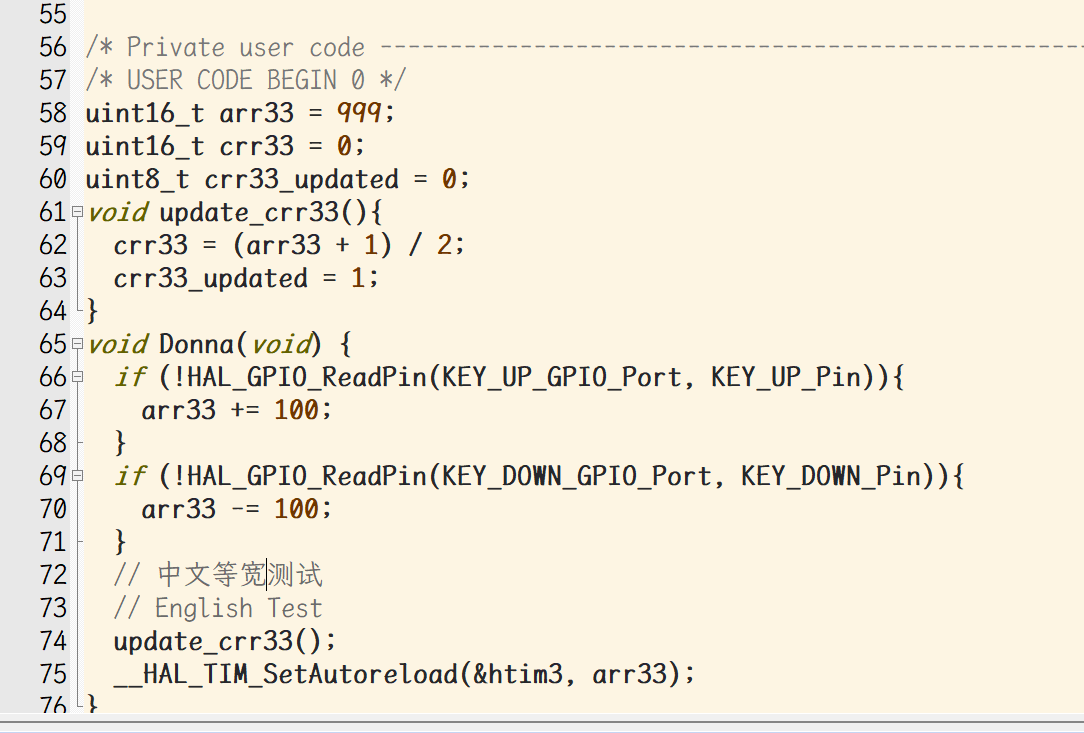 55
56 /* Private user code --------------------------------------------------
57 /* USER CODE BEGIN 0 */
58 uint16_t arr33 = 999;
59 uint16_t crr33 = 0;
60 uint8_t crr33_updated = 0;
61 void update_crr33(){
62   crr33 = (arr33 + 1) / 2;
63   crr33_updated = 1;
64 }
65 void Donna(void) {
66   if (!HAL_GPIO_ReadPin(KEY_UP_GPIO_Port, KEY_UP_Pin)){
67     arr33 += 100;
68   }
69   if (!HAL_GPIO_ReadPin(KEY_DOWN_GPIO_Port, KEY_DOWN_Pin)){
70     arr33 -= 100;
71   }
72   // 中文等宽测试
73   // English Test
74   update_crr33();
75   __HAL_TIM_SetAutoreload(&htim3, arr33);
76 }